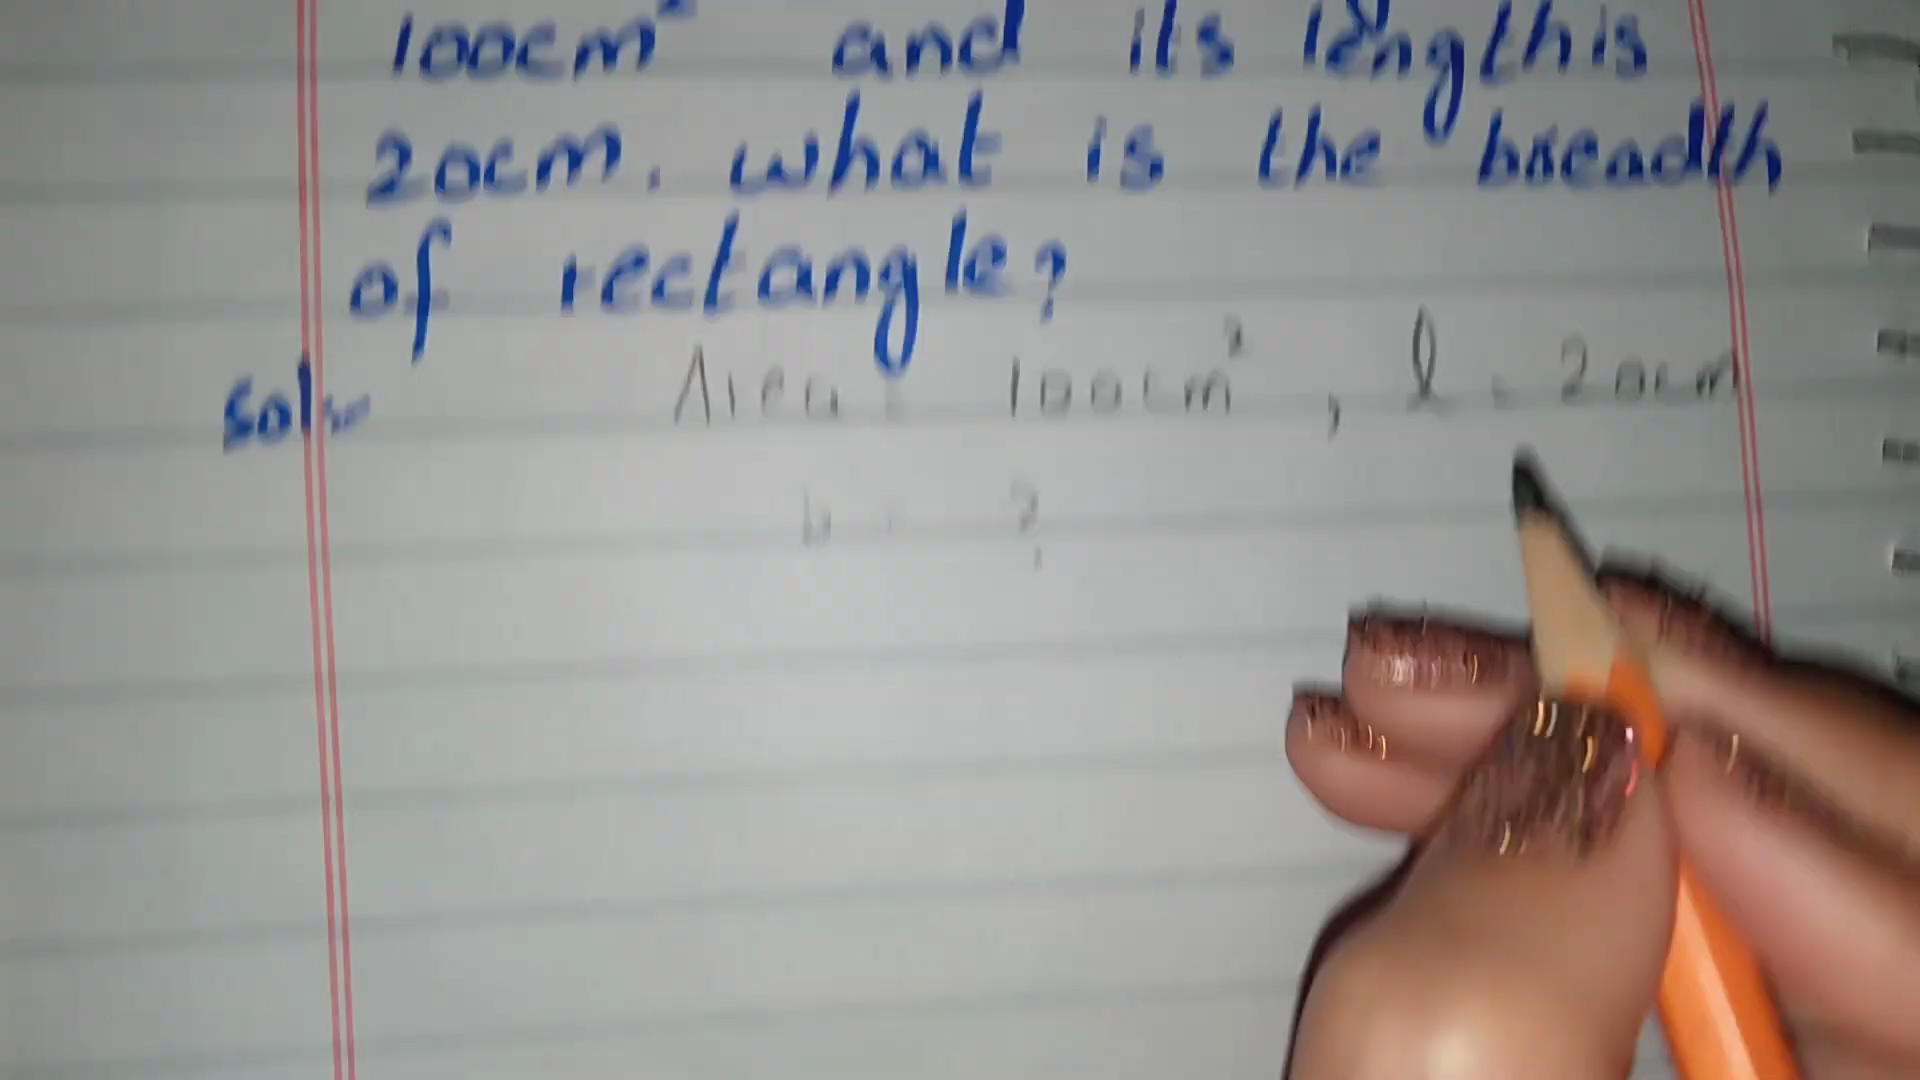 100cm² and its length is
20cm. what is the breadth
of rectangle?
sol:- Area = 100cm², l = 20cm
b = ?